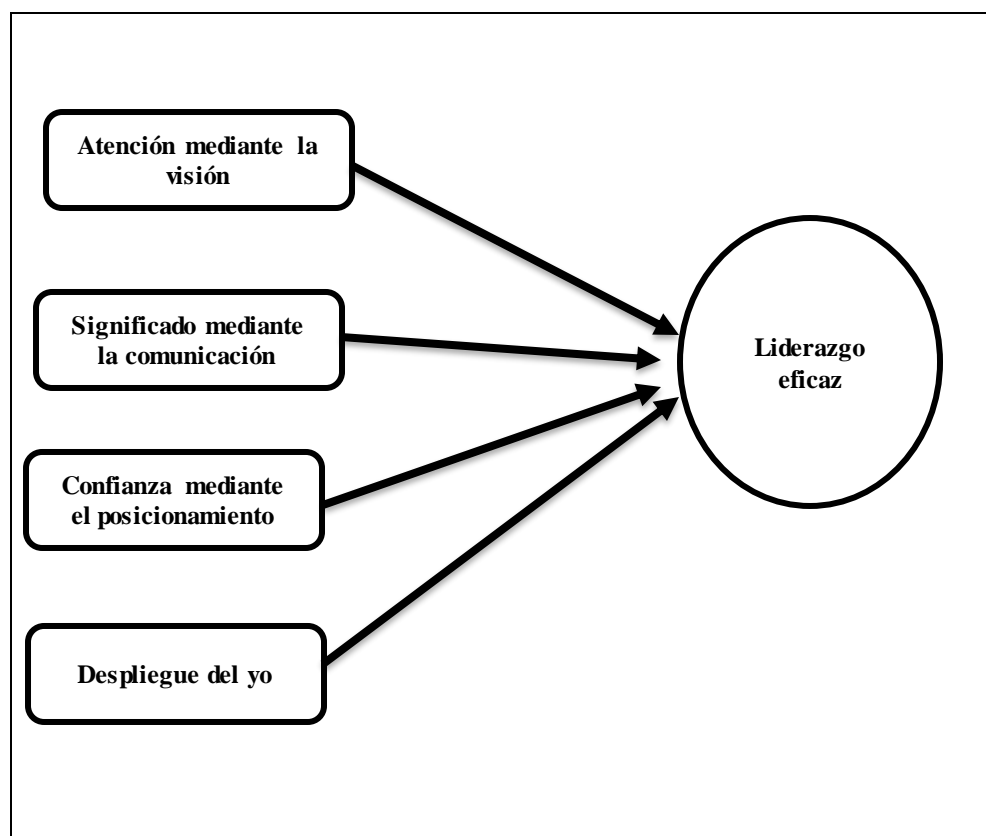 Atención mediante la
visión
Significado mediante
la comunicación
Liderazgo
eficaz
Confianza mediante
el posicionamiento
Despliegue del yo